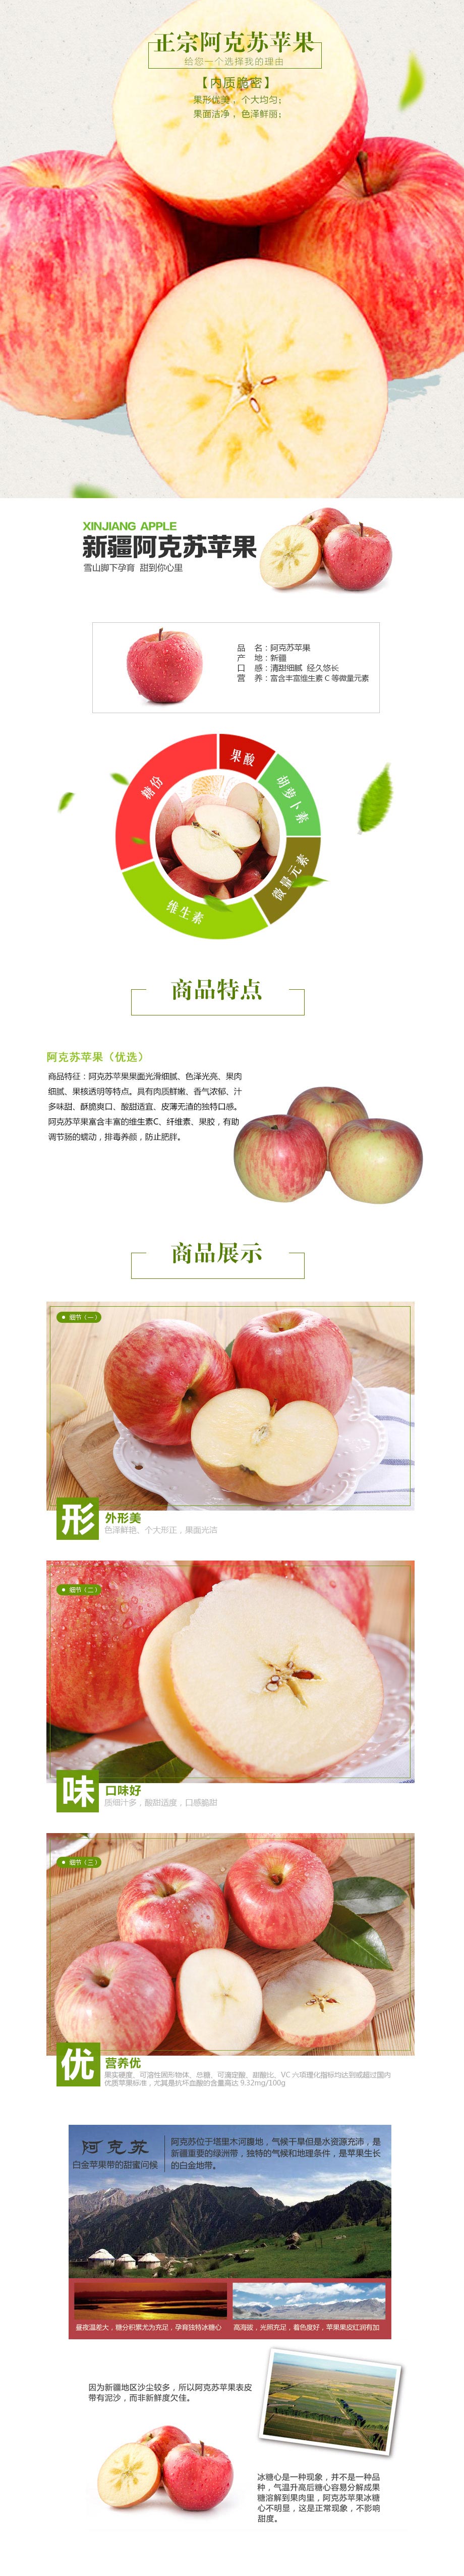 正宗阿克苏苹果
给您一个选择我的理由
【内质脆密】
果形优美，个大均匀；
果面洁净，色泽鲜丽；
XINJIANG APPLE
新疆阿克苏苹果
雪山脚下孕育 甜到你心里
品 名：阿克苏苹果
产 地：新疆
口 感：清甜细腻 经久悠长
营 养：富含丰富维生素 C 等微量元素
果酸
糖份
胡萝卜素
微量元素
维生素
商品特点
阿克苏苹果（优选）
商品特征：阿克苏苹果果面光滑细腻、色泽光亮、果肉
细腻、果核透明等特点。具有肉质鲜嫩、香气浓郁、汁
多味甜、酥脆爽口、酸甜适宜、皮薄无渣的独特口感。
阿克苏苹果富含丰富的维生素C、纤维素、果胶，有助
调节肠的蠕动，排毒养颜，防止肥胖。
商品展示
细节（一）
形
外形美
色泽鲜艳、个大形正，果面光洁
细节（二）
味
口味好
质细汁多，酸甜适度，口感脆甜
细节（三）
优
营养优
果实硬度、可溶性固形物体、总糖、可滴定酸、甜酸比、VC 六项理化指标均达到或超过国内
优质苹果标准，尤其是抗坏血酸的含量高达 9.32mg/100g
阿克苏
白金苹果带的甜蜜问候
阿克苏位于塔里木河腹地，气候干旱但是水资源充沛，是
新疆重要的绿洲带，独特的气候和地理条件，是苹果生长
的白金地带。
昼夜温差大，糖分积累尤为充足，孕育独特冰糖心
高海拔，光照充足，着色度好，苹果果皮红润有加
因为新疆地区沙尘较多，所以阿克苏苹果表皮
带有泥沙，而非新鲜度欠佳。
冰糖心是一种现象，并不是一种品
种，气温升高后糖心容易分解成果
糖溶解到果肉里，阿克苏苹果冰糖
心不明显，这是正常现象，不影响
甜度。